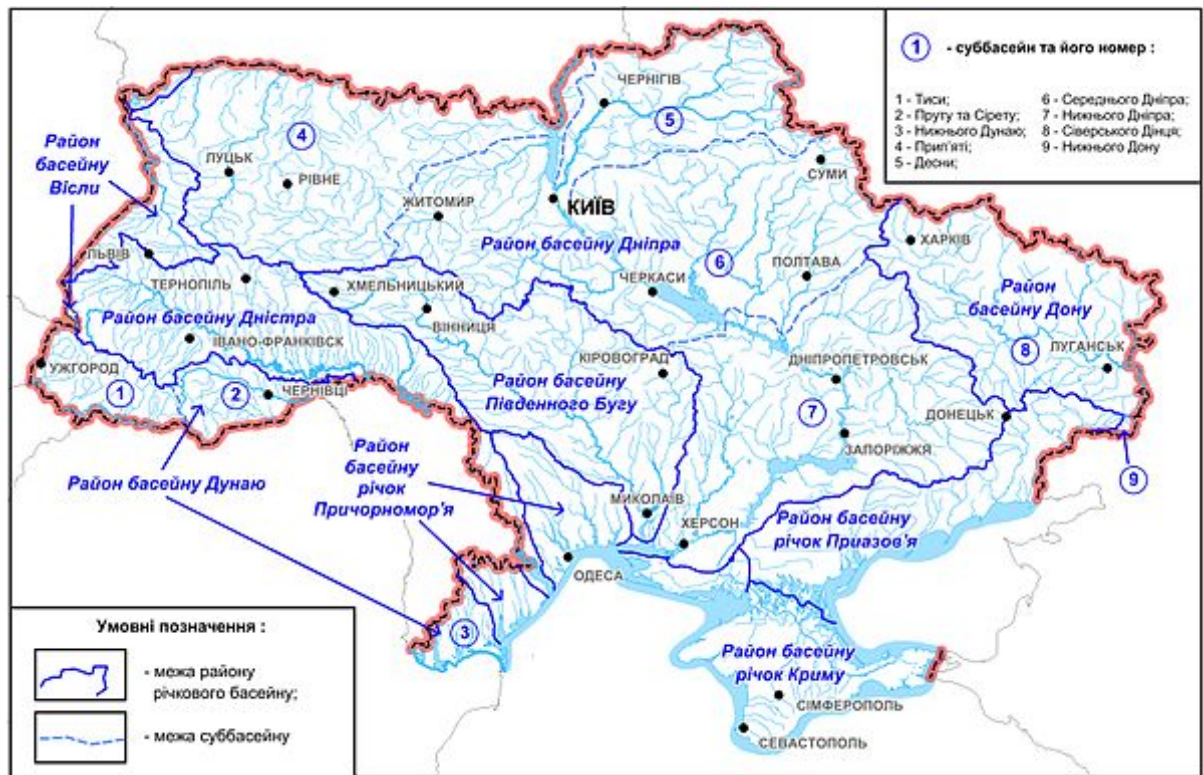 1 - суббасейн та його номер :
1 - Тиси;
2 - Пруту та Сірету;
3 - Нижнього Дунаю;
4 - Прип'яті;
5 - Десни;
6 - Середнього Дніпра;
7 - Нижнього Дніпра;
8 - Сіверського Дінця;
9 - Нижнього Дону
ЧЕРНІГІВ
5
4
Район
басейну
Вісли
ЛУЦЬК
РІВНЕ
СУМИ
ЖИТОМИР
КИЇВ
ХАРКІВ
ЛЬВІВ
Район басейну Дніпра
6
ПОЛТАВА
ТЕРНОПІЛЬ
ХМЕЛЬНИЦЬКИЙ
ЧЕРКАСИ
Район
басейну Дону
Район басейну Дністра
ВІННИЦЯ
ІВАНО-ФРАНКІВСК
8
ЛУГАНСЬК
УЖГОРОД
КІРОВОГРАД
ДНІПРОПЕТРОВСЬК
1
2
ЧЕРНІВЦІ
Район басейну
Південного Бугу
7
ДОНЕЦЬК
ЗАПОРІЖЖЯ
Район басейну Дунаю
Район
басейну
річок
Причорномор'я
9
МИКОЛАЇВ
ХЕРСОН
Район басейну
річок Приазов'я
ОДЕСА
3
Район басейну
річок Криму
СІМФЕРОПОЛЬ
СЕВАСТОПОЛЬ
Умовні позначення :
- межа району
річкового басейну;
- межа суббасейну